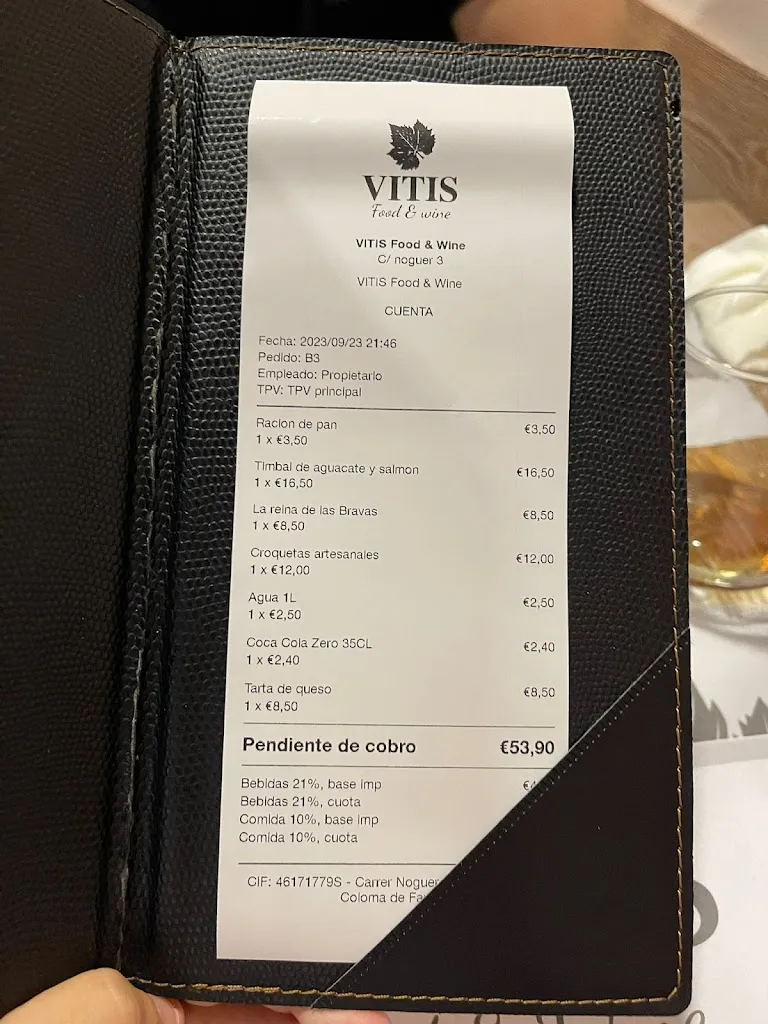 VITIS
Food & wine
VITIS Food & Wine
C/ noguer 3
VITIS Food & Wine
CUENTA
Fecha: 2023/09/23 21:46
Pedido: B3
Empleado: Propietario
TPV: TPV principal
Racion de pan €3,50
1 x €3,50
Timbal de aguacate y salmon €16,50
1 x €16,50
La reina de las Bravas €8,50
1 x €8,50
Croquetas artesanales €12,00
1 x €12,00
Agua 1L €2,50
1 x €2,50
Coca Cola Zero 35CL €2,40
1 x €2,40
Tarta de queso €8,50
1 x €8,50
Pendiente de cobro €53,90
Bebidas 21%, base imp
Bebidas 21%, cuota
Comida 10%, base imp
Comida 10%, cuota
CIF: 46171779S - Carrer Noguer
Coloma de